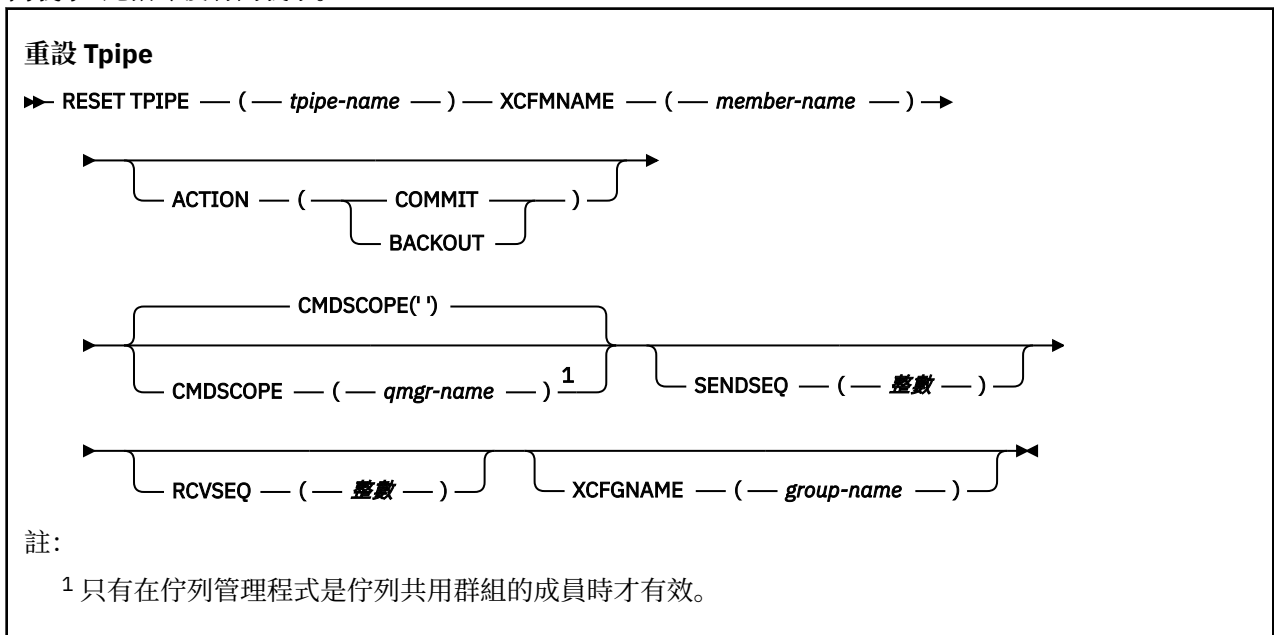 重設 Tpipe
RESET TPIPE ( tpipe-name ) XCFMNAME ( member-name )
ACTION ( COMMIT )
BACKOUT
CMDSCOPE(' ')
CMDSCOPE ( qmgr-name ) 1 SENDSEQ ( 整數 )
RCVSEQ ( 整數 ) XCFGNAME ( group-name )
註：
1 只有在佇列管理程式是佇列共用群組的成員時才有效。